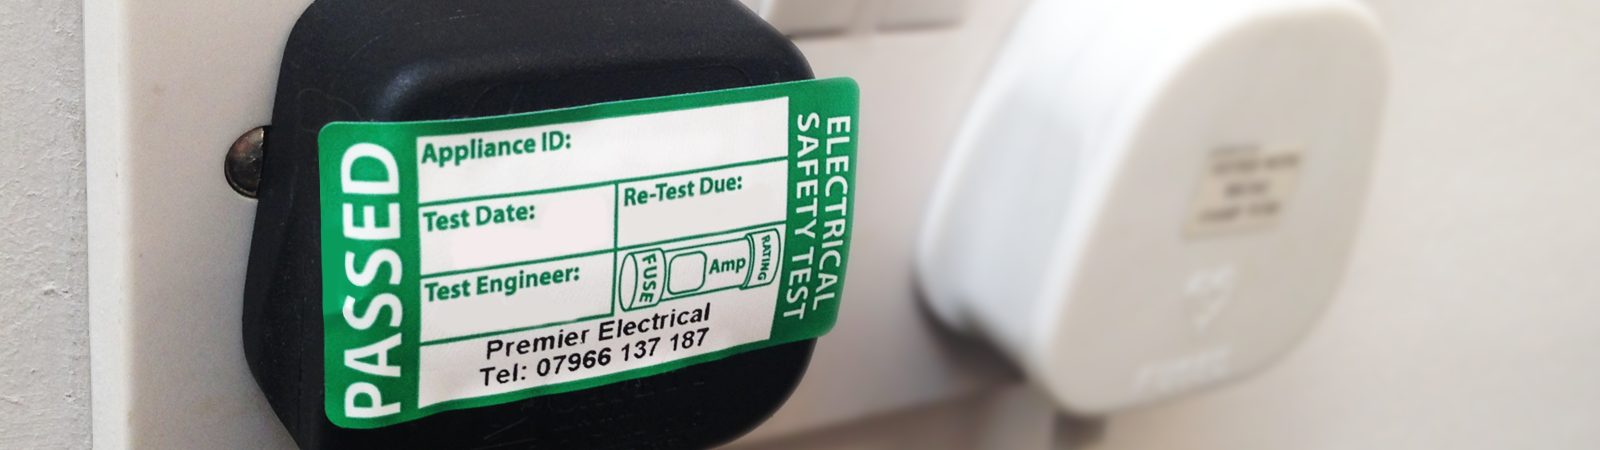 PASSED
Appliance ID:
Test Date:
Re-Test Due:
Test Engineer:
FUSE
Amp
RATING
Premier Electrical
Tel: 07966 137 187
ELECTRICAL
SAFETY TEST